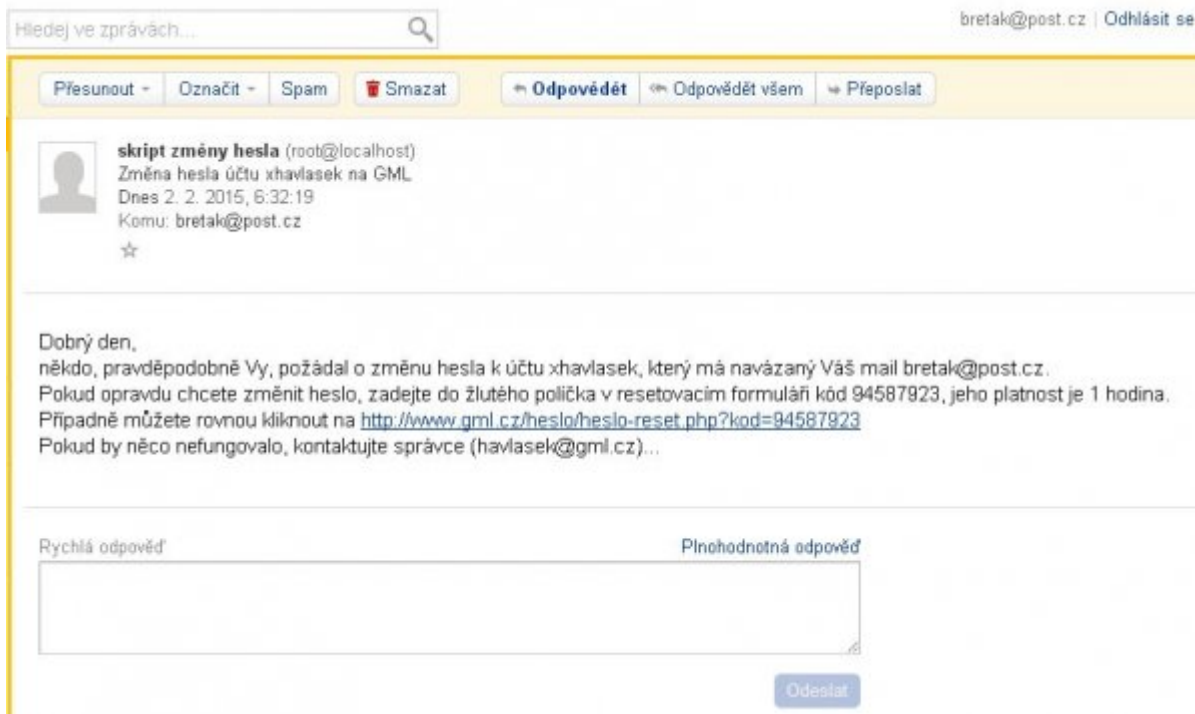 Hledej ve zprávách...
bretak@post.cz | Odhlásit se
Přesunout Označit Spam Smazat Odpovědět Odpovědět všem Přeposlat
skript změny hesla (root@localhost)
Změna hesla účtu xhavlasek na GML
Dnes 2. 2. 2015, 6:32:19
Komu: bretak@post.cz
Dobrý den,
někdo, pravděpodobně Vy, požádal o změnu hesla k účtu xhavlasek, který má navázaný Váš mail bretak@post.cz.
Pokud opravdu chcete změnit heslo, zadejte do žlutého políčka v resetovacím formuláři kód 94587923, jeho platnost je 1 hodina.
Případně můžete rovnou kliknout na http://www.gml.cz/heslo/heslo-reset.php?kod=94587923
Pokud by něco nefungovalo, kontaktujte správce (havlasek@gml.cz)...
Rychlá odpověď Plnohodnotná odpověď
Odeslat